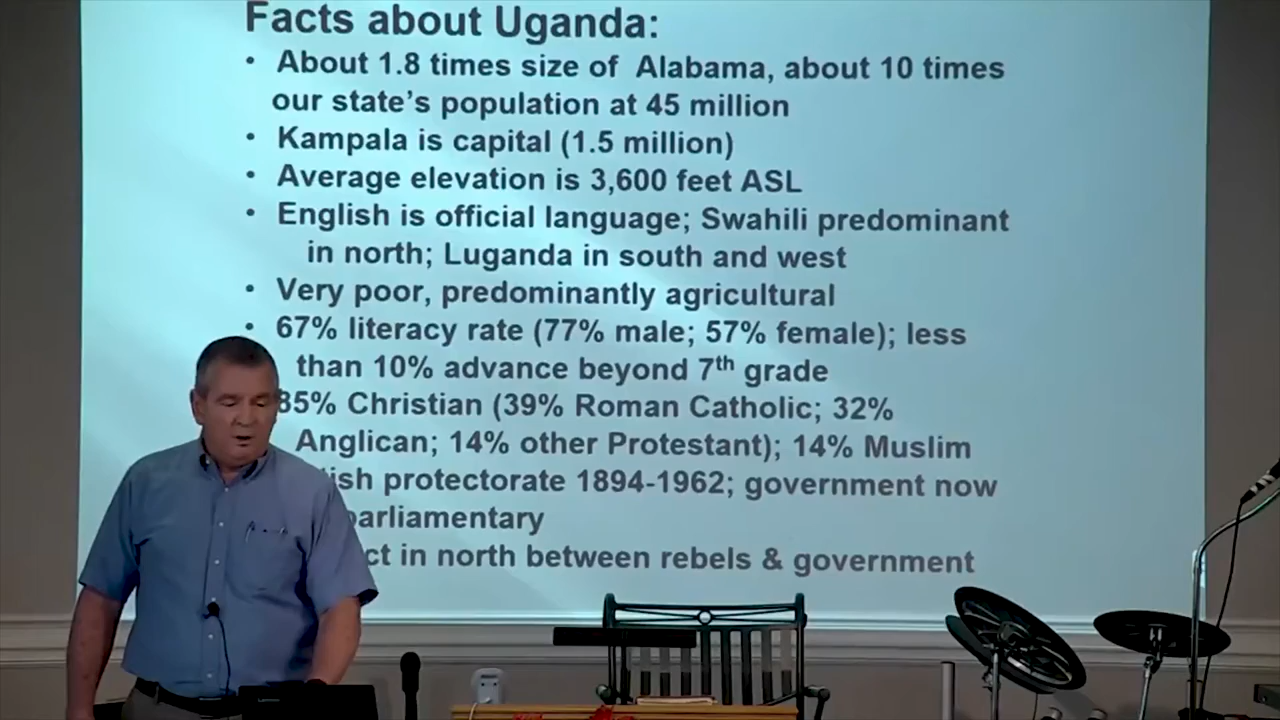 Facts about Uganda:
• About 1.8 times size of Alabama, about 10 times
our state's population at 45 million
• Kampala is capital (1.5 million)
• Average elevation is 3,600 feet ASL
• English is official language; Swahili predominant
in north; Luganda in south and west
• Very poor, predominantly agricultural
• 67% literacy rate (77% male; 57% female); less
than 10% advance beyond 7th grade
85% Christian (39% Roman Catholic; 32%
Anglican; 14% other Protestant); 14% Muslim
protectorate 1894-1962; government now
parliamentary
in north between rebels & government